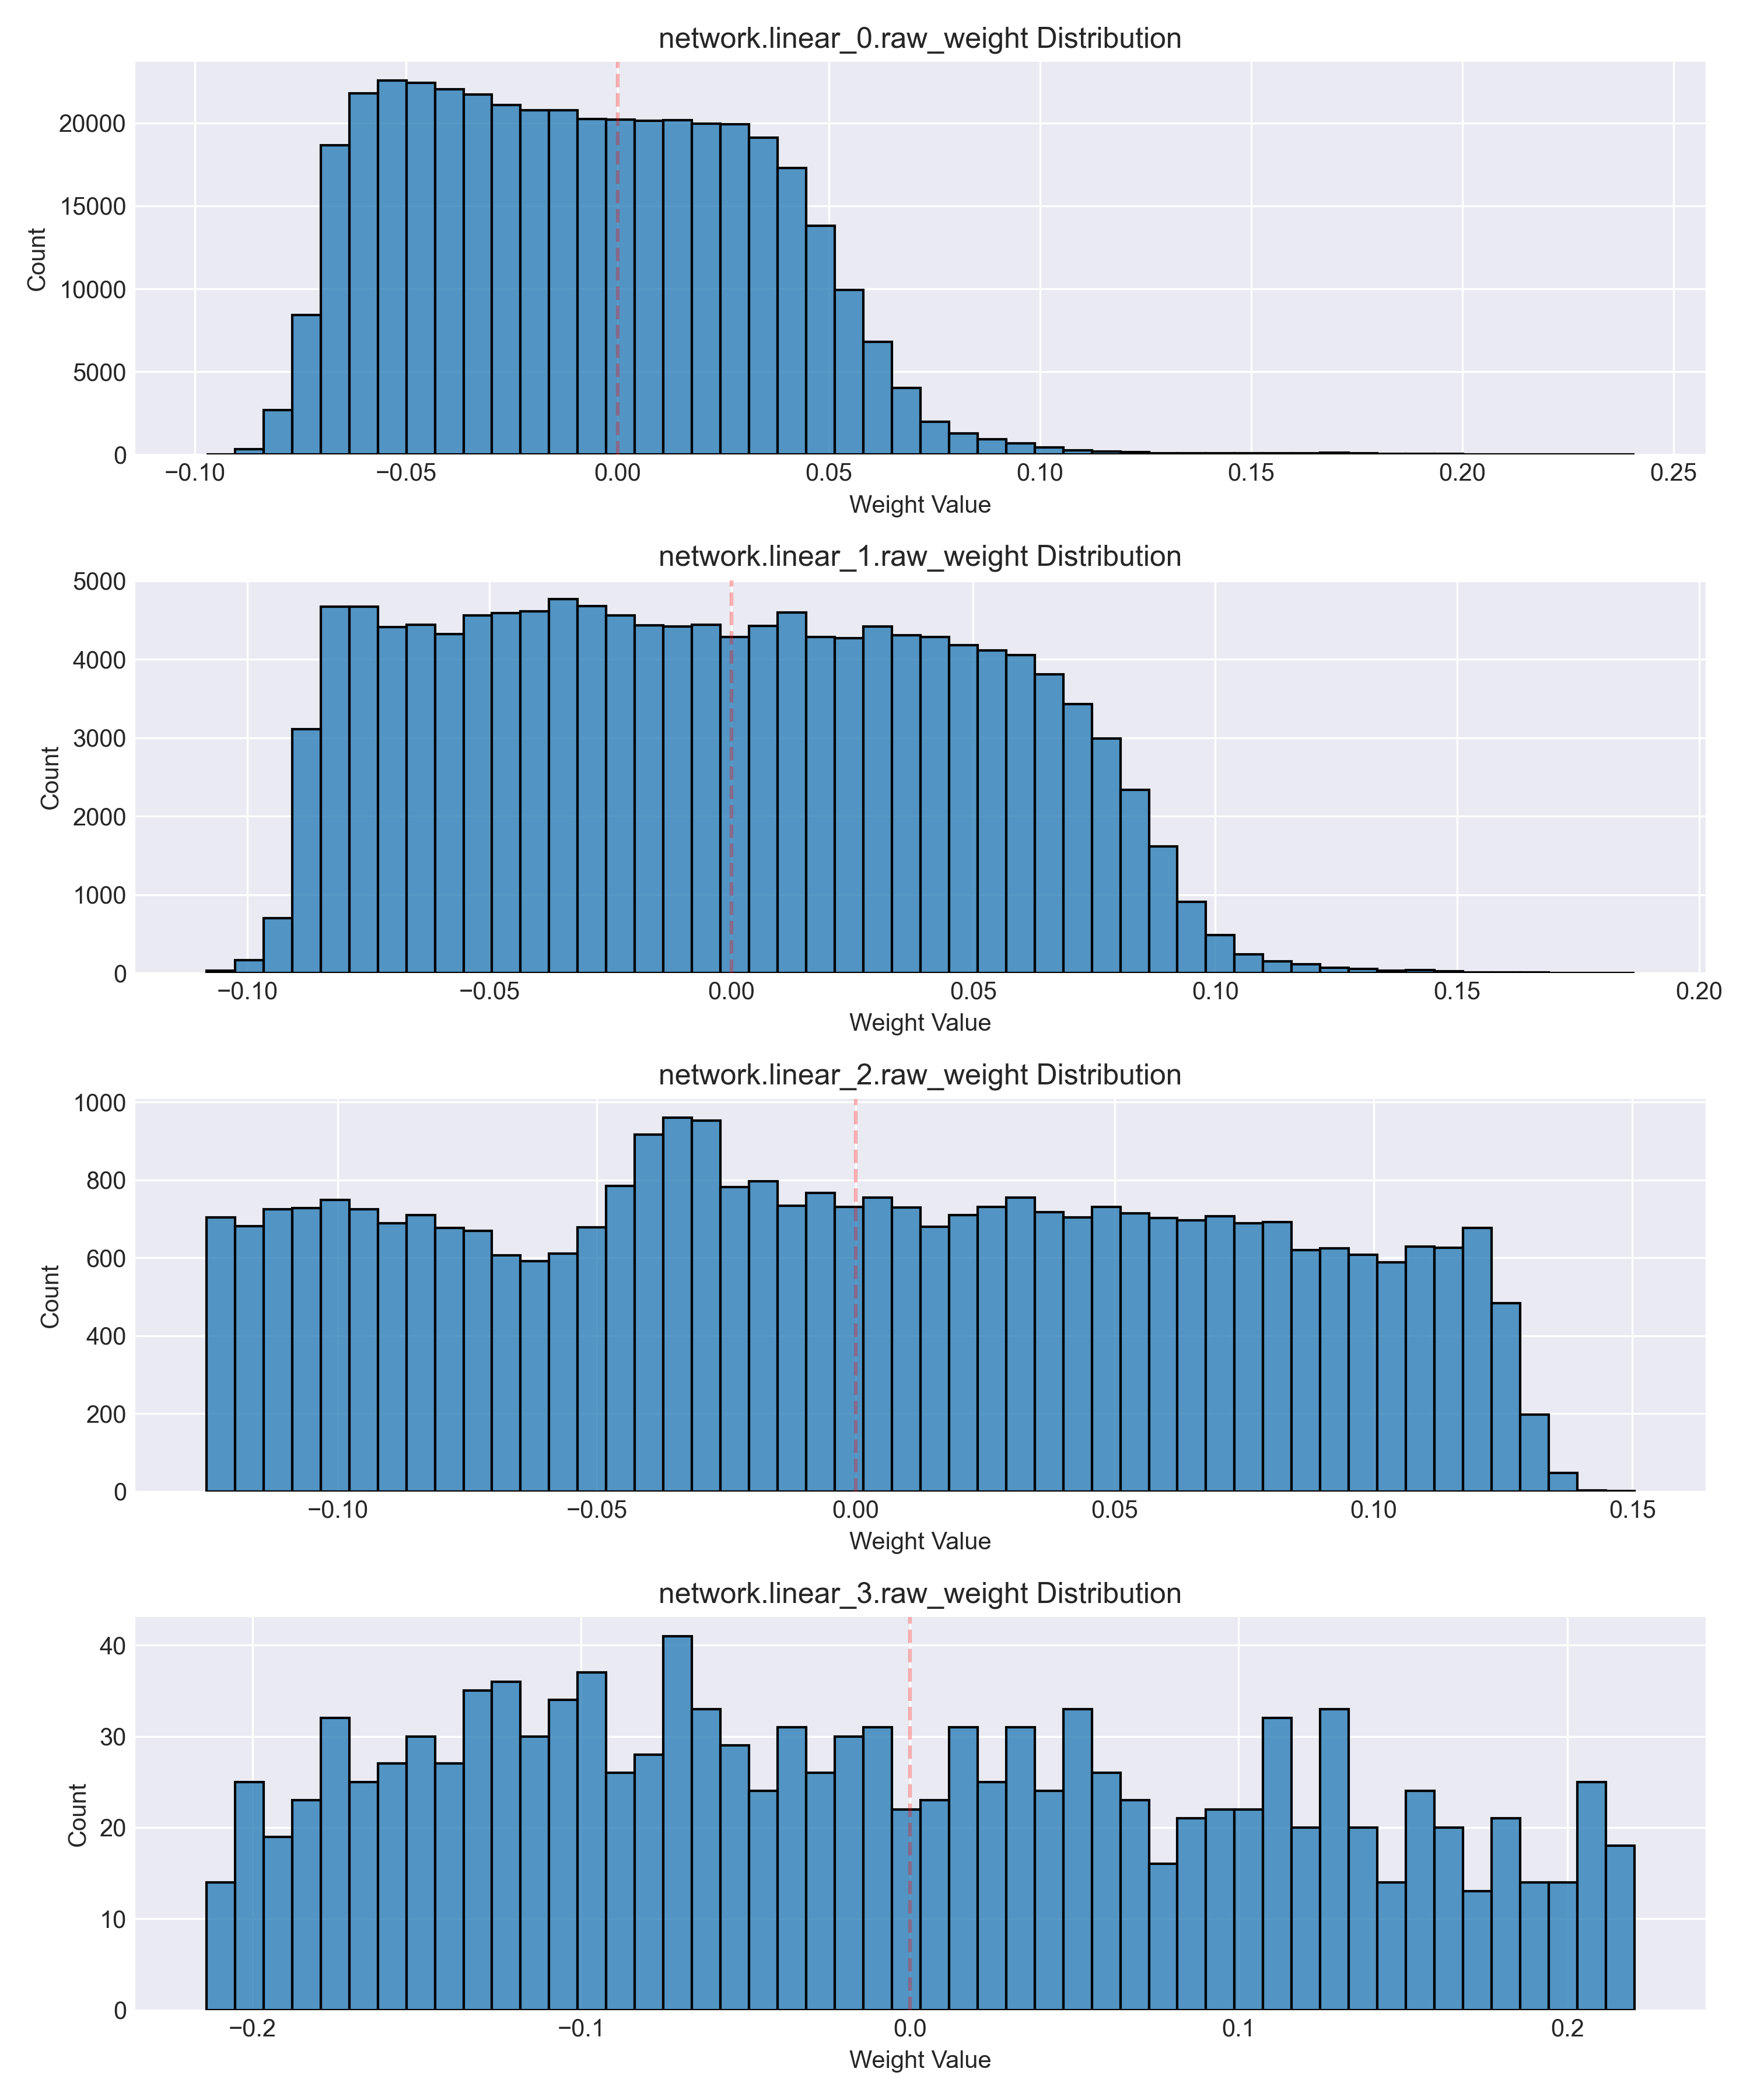 network.linear_0.raw_weight Distribution
20000
15000
10000
5000
0
Count
−0.10 −0.05 0.00 0.05 0.10 0.15 0.20 0.25
Weight Value
network.linear_1.raw_weight Distribution
5000
4000
3000
2000
1000
0
Count
−0.10 −0.05 0.00 0.05 0.10 0.15 0.20
Weight Value
network.linear_2.raw_weight Distribution
1000
800
600
400
200
0
Count
−0.10 −0.05 0.00 0.05 0.10 0.15
Weight Value
network.linear_3.raw_weight Distribution
40
30
20
10
0
Count
−0.2 −0.1 0.0 0.1 0.2
Weight Value